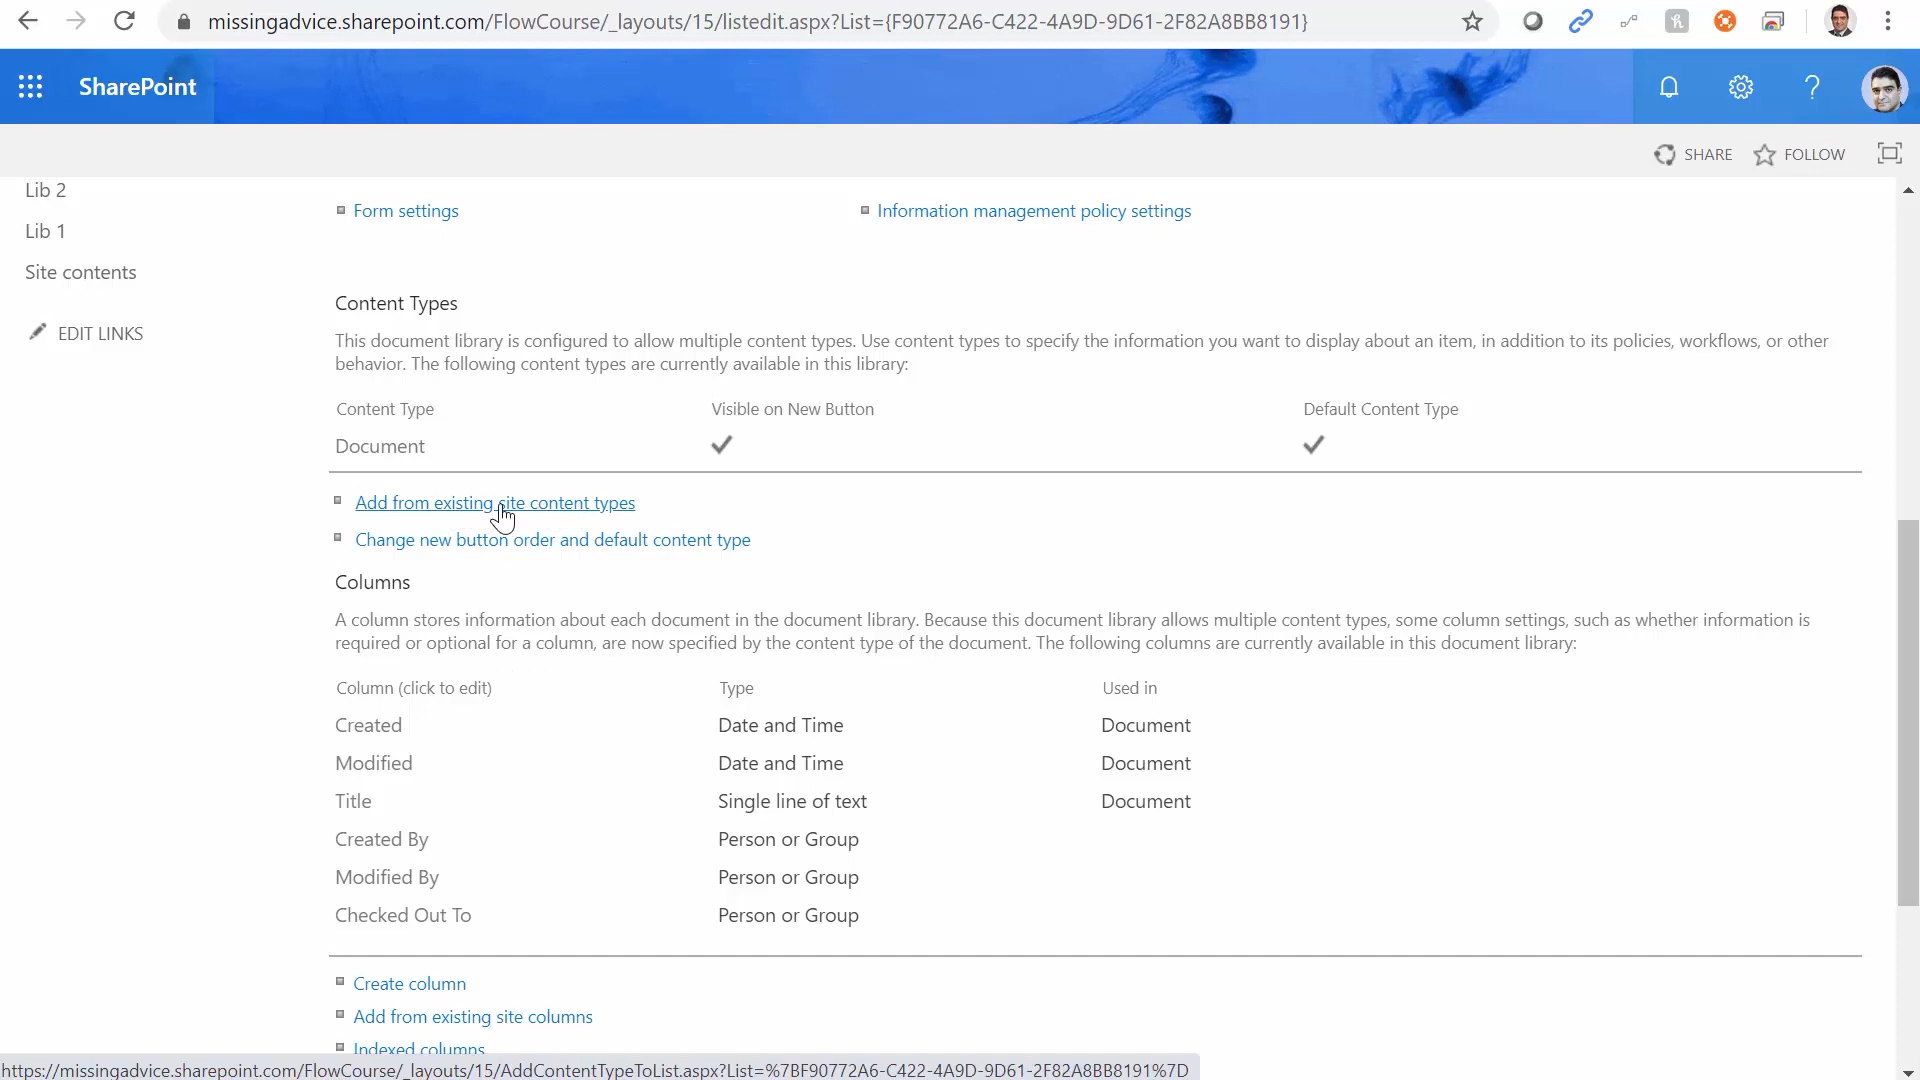 missingadvice.sharepoint.com/FlowCourse/_layouts/15/listedit.aspx?List={F90772A6-C422-4A9D-9D61-2F82A8BB8191}
SharePoint
?
SHARE FOLLOW
Lib 2
Lib 1
Site contents
EDIT LINKS
Form settings Information management policy settings
Content Types
This document library is configured to allow multiple content types. Use content types to specify the information you want to display about an item, in addition to its policies, workflows, or other
behavior. The following content types are currently available in this library:
Content Type Visible on New Button Default Content Type
Document
Add from existing site content types
Change new button order and default content type
Columns
A column stores information about each document in the document library. Because this document library allows multiple content types, some column settings, such as whether information is
required or optional for a column, are now specified by the content type of the document. The following columns are currently available in this document library:
Column (click to edit) Type Used in
Created Date and Time Document
Modified Date and Time Document
Title Single line of text Document
Created By Person or Group
Modified By Person or Group
Checked Out To Person or Group
Create column
Add from existing site columns
Indexed columns
https://missingadvice.sharepoint.com/FlowCourse/_layouts/15/AddContentTypeToList.aspx?List=%7BF90772A6-C422-4A9D-9D61-2F82A8BB8191%7D